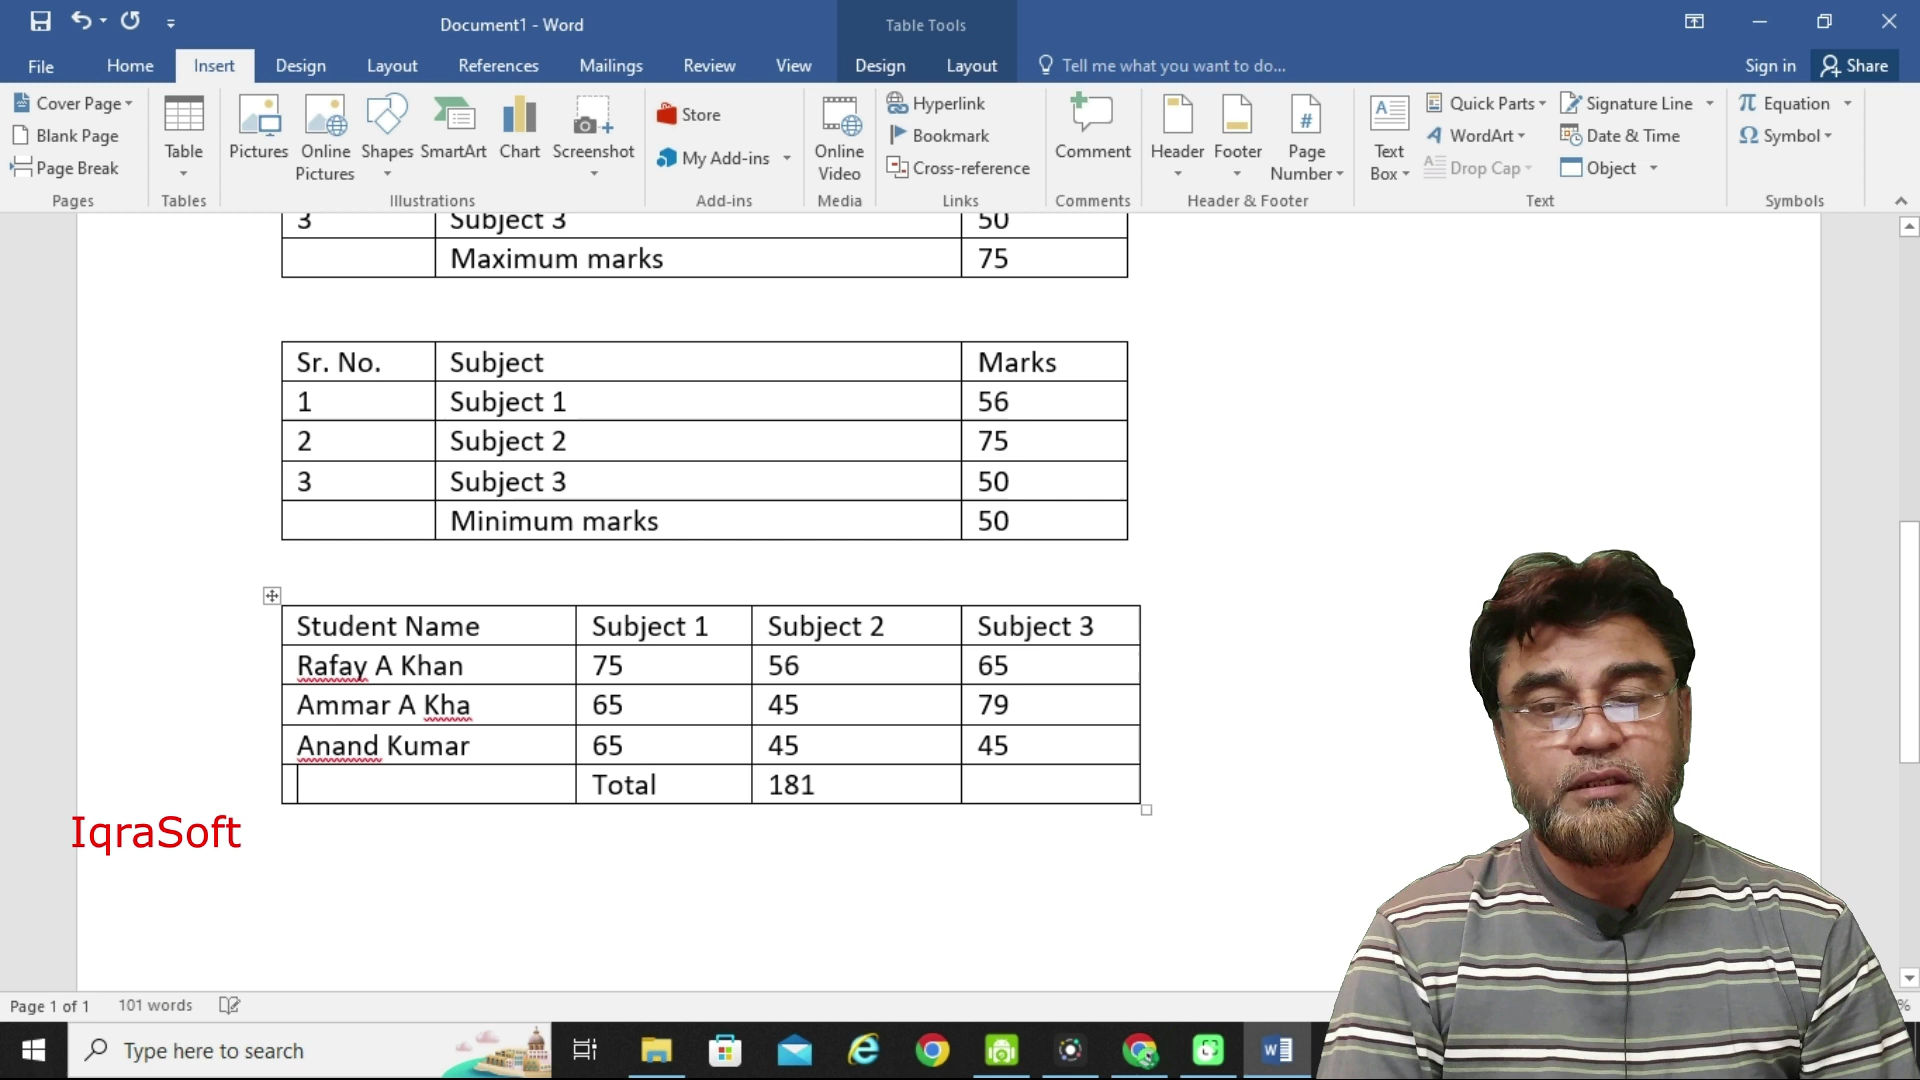 Document1 - Word
Table Tools
File Home Insert Design Layout References Mailings Review View Design Layout Tell me what you want to do... Sign in Share
Cover Page
Blank Page
Page Break
Pages
Table
Tables
Pictures
Online Pictures
Shapes
SmartArt
Chart
Screenshot
Illustrations
Store
My Add-ins
Add-ins
Online Video
Media
Hyperlink
Bookmark
Cross-reference
Links
Comment
Comments
Header
Footer
Page Number
#
Header & Footer
A
Text Box
Quick Parts
A WordArt
Drop Cap
Signature Line
Date & Time
Object
Text
π Equation
Ω Symbol
Symbols
3 Subject 3 50
Maximum marks 75
Sr. No. Subject Marks
1 Subject 1 56
2 Subject 2 75
3 Subject 3 50
Minimum marks 50
Student Name Subject 1 Subject 2 Subject 3
Rafay A Khan 75 56 65
Ammar A Kha 65 45 79
Anand Kumar 65 45 45
Total 181
IqraSoft
Page 1 of 1 101 words
%
Type here to search